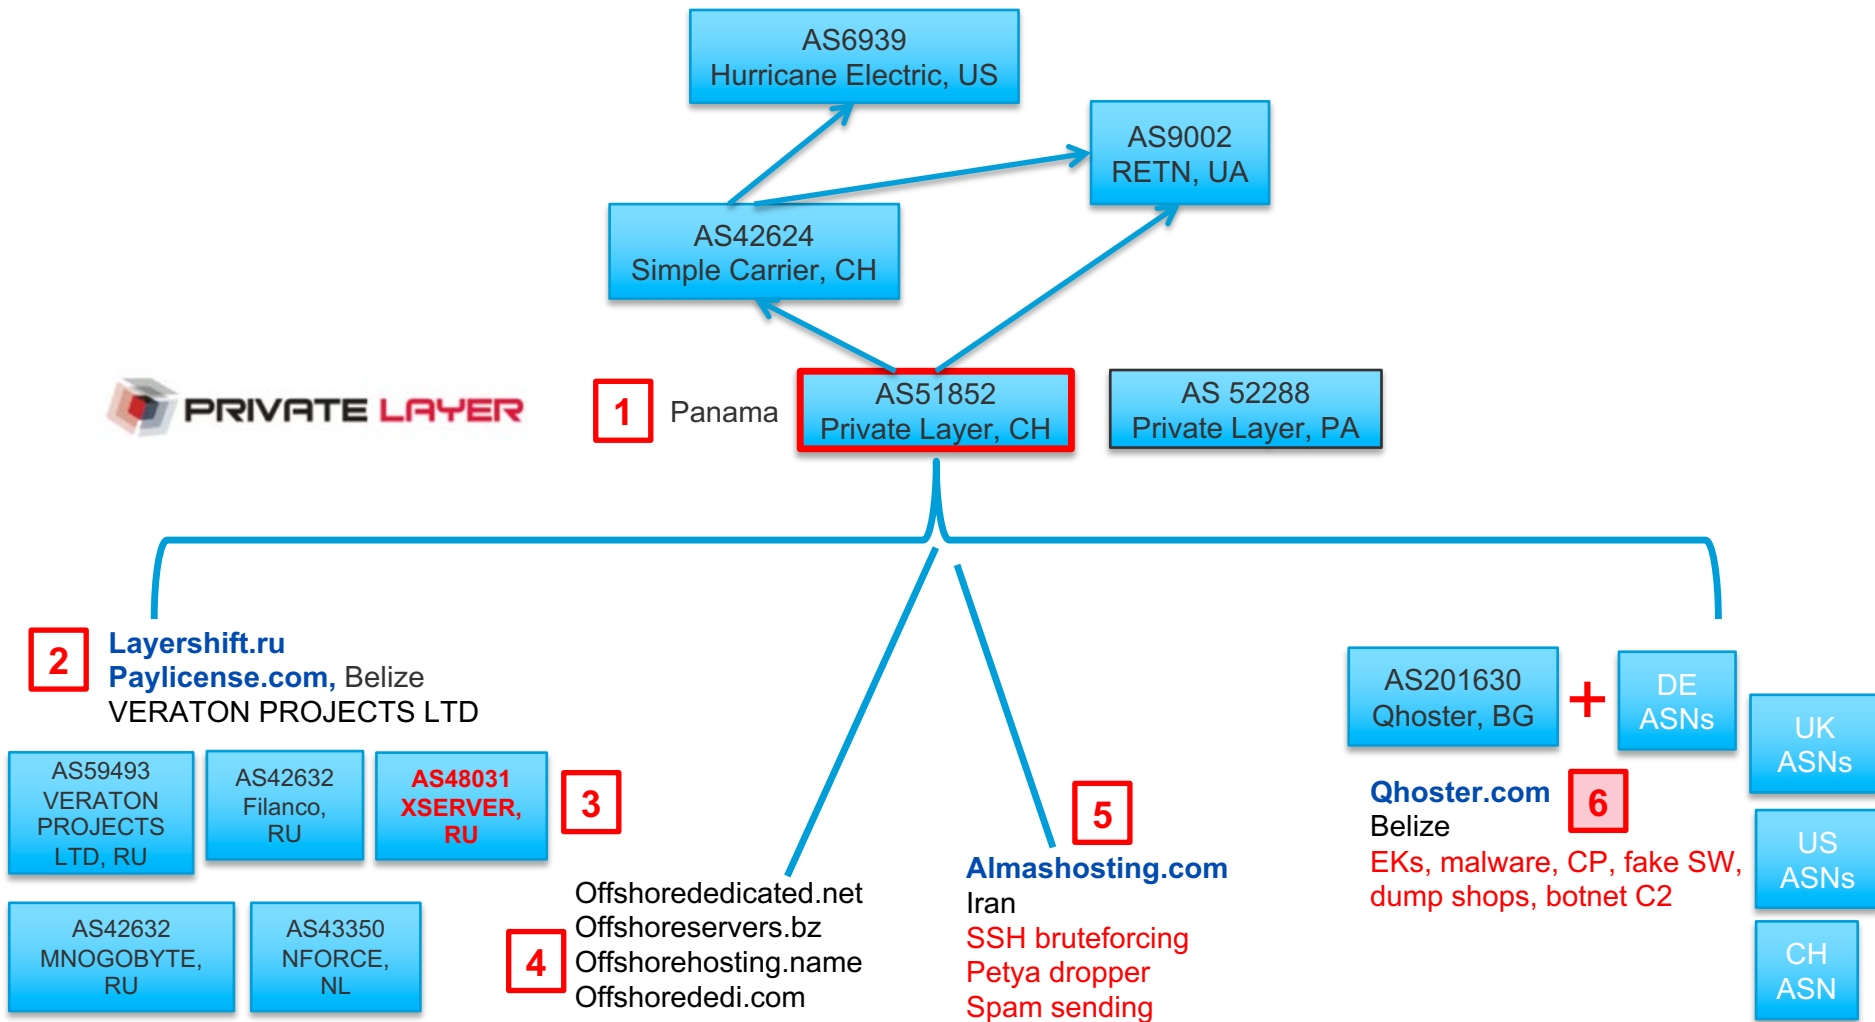 AS6939
Hurricane Electric, US
AS9002
RETN, UA
AS42624
Simple Carrier, CH
PRIVATE LAYER
1
Panama
AS51852
Private Layer, CH
AS 52288
Private Layer, PA
2
Layershift.ru
Paylicense.com, Belize
VERATON PROJECTS LTD
AS59493
VERATON
PROJECTS
LTD, RU
AS42632
Filanco,
RU
AS48031
XSERVER,
RU
3
AS42632
MNOGOBYTE,
RU
AS43350
NFORCE,
NL
4
Offshorededicated.net
Offshoreservers.bz
Offshorehosting.name
Offshorededi.com
5
Almashosting.com
Iran
SSH bruteforcing
Petya dropper
Spam sending
AS201630
Qhoster, BG
+
DE
ASNs
UK
ASNs
US
ASNs
CH
ASN
Qhoster.com
6
Belize
EKs, malware, CP, fake SW,
dump shops, botnet C2